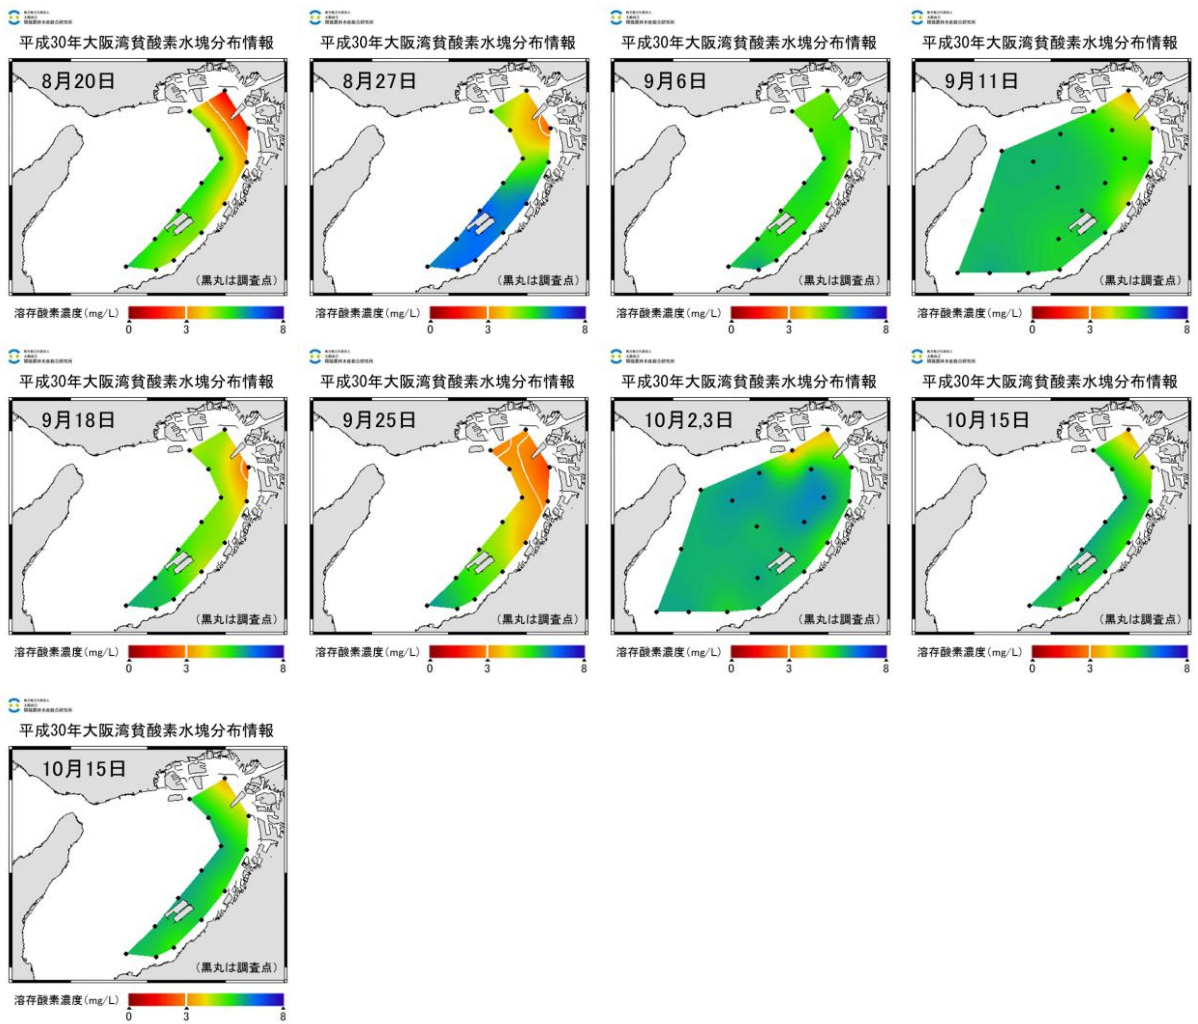 平成30年大阪湾貧酸素水塊分布情報
8月20日
(黒丸は調査点)
溶存酸素濃度(mg/L)
0 3 8
平成30年大阪湾貧酸素水塊分布情報
8月27日
(黒丸は調査点)
溶存酸素濃度(mg/L)
0 3 8
平成30年大阪湾貧酸素水塊分布情報
9月6日
(黒丸は調査点)
溶存酸素濃度(mg/L)
0 3 8
平成30年大阪湾貧酸素水塊分布情報
9月11日
(黒丸は調査点)
溶存酸素濃度(mg/L)
0 3 8
平成30年大阪湾貧酸素水塊分布情報
9月18日
(黒丸は調査点)
溶存酸素濃度(mg/L)
0 3 8
平成30年大阪湾貧酸素水塊分布情報
9月25日
(黒丸は調査点)
溶存酸素濃度(mg/L)
0 3 8
平成30年大阪湾貧酸素水塊分布情報
10月2,3日
(黒丸は調査点)
溶存酸素濃度(mg/L)
0 3 8
平成30年大阪湾貧酸素水塊分布情報
10月15日
(黒丸は調査点)
溶存酸素濃度(mg/L)
0 3 8
平成30年大阪湾貧酸素水塊分布情報
10月15日
(黒丸は調査点)
溶存酸素濃度(mg/L)
0 3 8